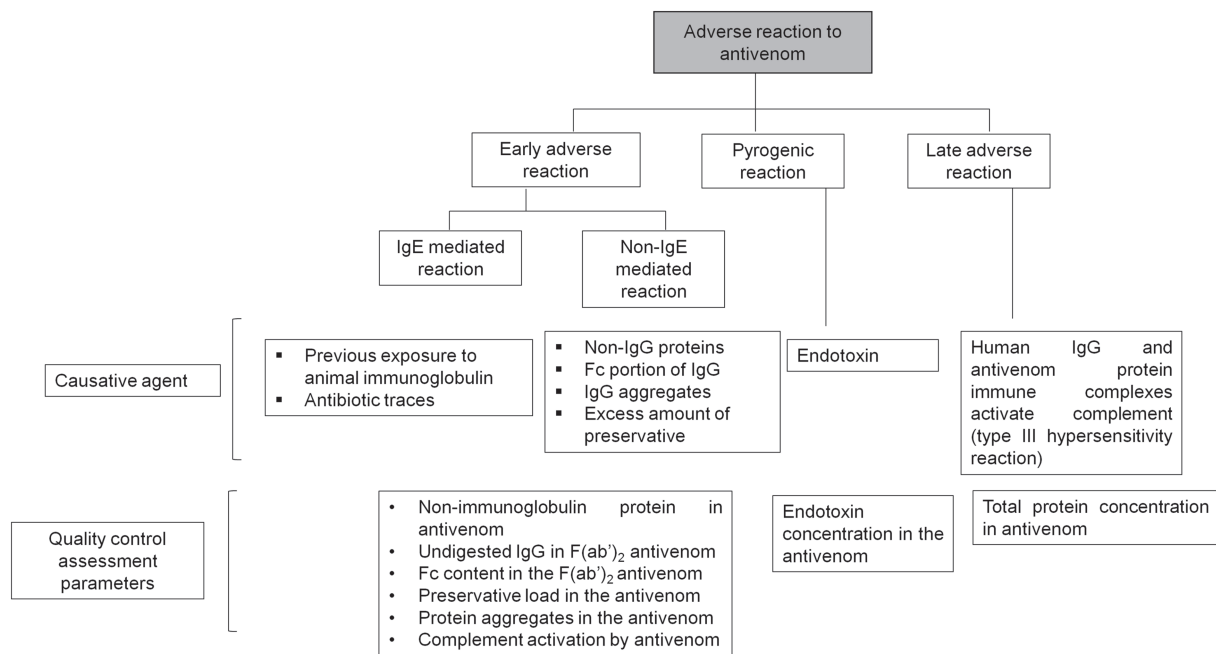 Adverse reaction to
antivenom
Early adverse
reaction
Pyrogenic
reaction
Late adverse
reaction
IgE mediated
reaction
Non-IgE
mediated
reaction
Causative agent
▪ Previous exposure to
animal immunoglobulin
▪ Antibiotic traces
▪ Non-IgG proteins
▪ Fc portion of IgG
▪ IgG aggregates
▪ Excess amount of
preservative
Endotoxin
Human IgG and
antivenom protein
immune complexes
activate complement
(type III hypersensitivity
reaction)
Quality control
assessment
parameters
• Non-immunoglobulin protein in
antivenom
• Undigested IgG in F(ab’)₂ antivenom
• Fc content in the F(ab’)₂ antivenom
• Preservative load in the antivenom
• Protein aggregates in the antivenom
• Complement activation by antivenom
Endotoxin
concentration in the
antivenom
Total protein concentration
in antivenom